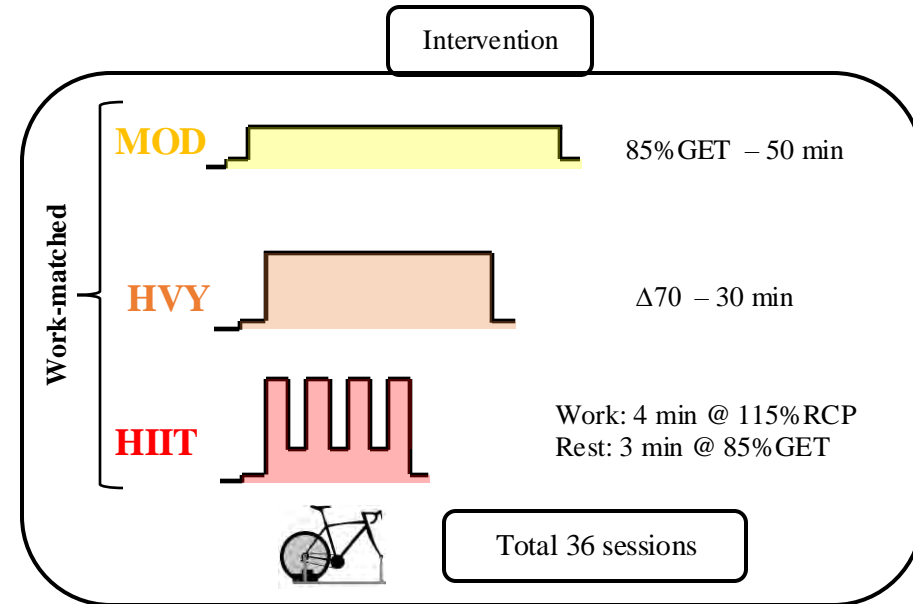 Intervention
Work-matched
MOD
85%GET – 50 min
HVY
Δ70 – 30 min
HIIT
Work: 4 min @ 115%RCP
Rest: 3 min @ 85%GET
Total 36 sessions